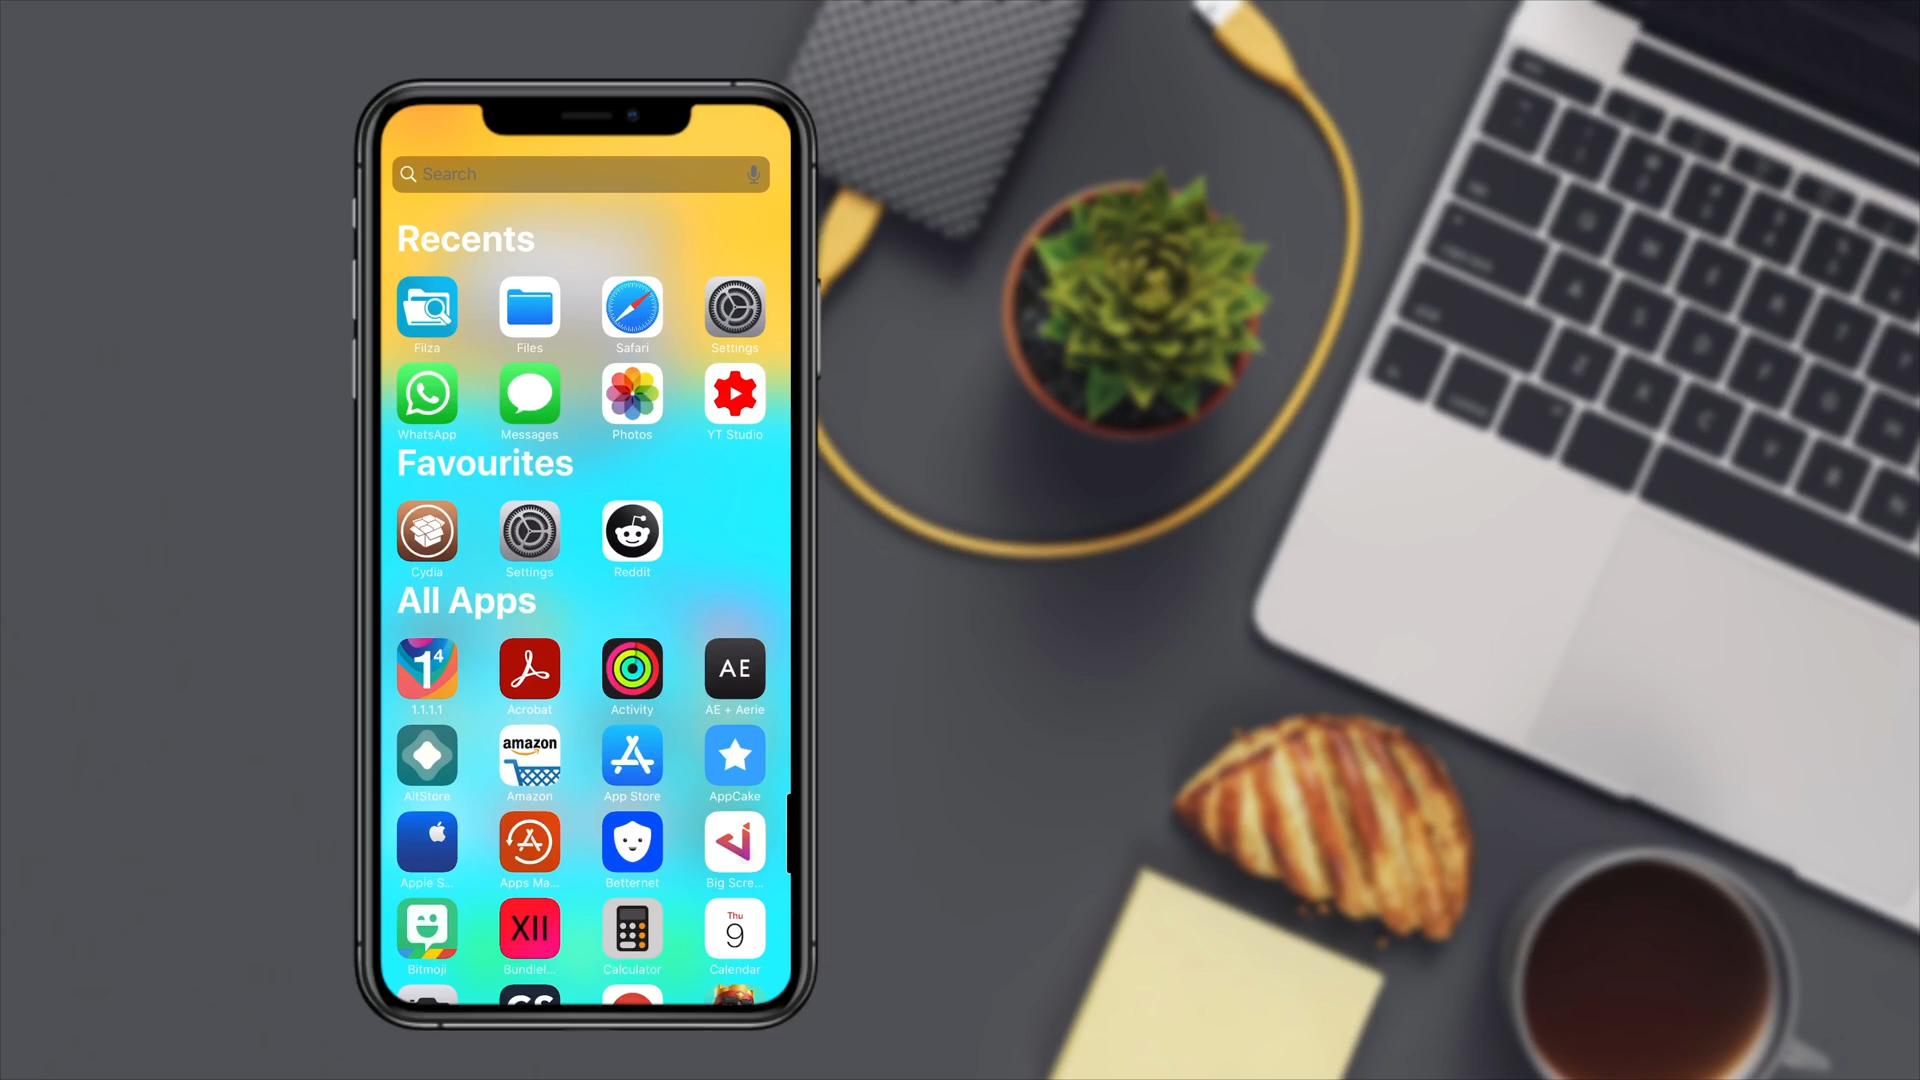 Search
Recents
Filza Files Safari Settings
WhatsApp Messages Photos YT Studio
Favourites
Cydia Settings Reddit
All Apps
1⁴ AE
1.1.1.1 Acrobat Activity AE + Aerie
amazon
AltStore Amazon App Store AppCake
Apple S... Apps Ma... Betternet Big Scre...
XII Thu
9
Bitmoji Bundlel... Calculator Calendar